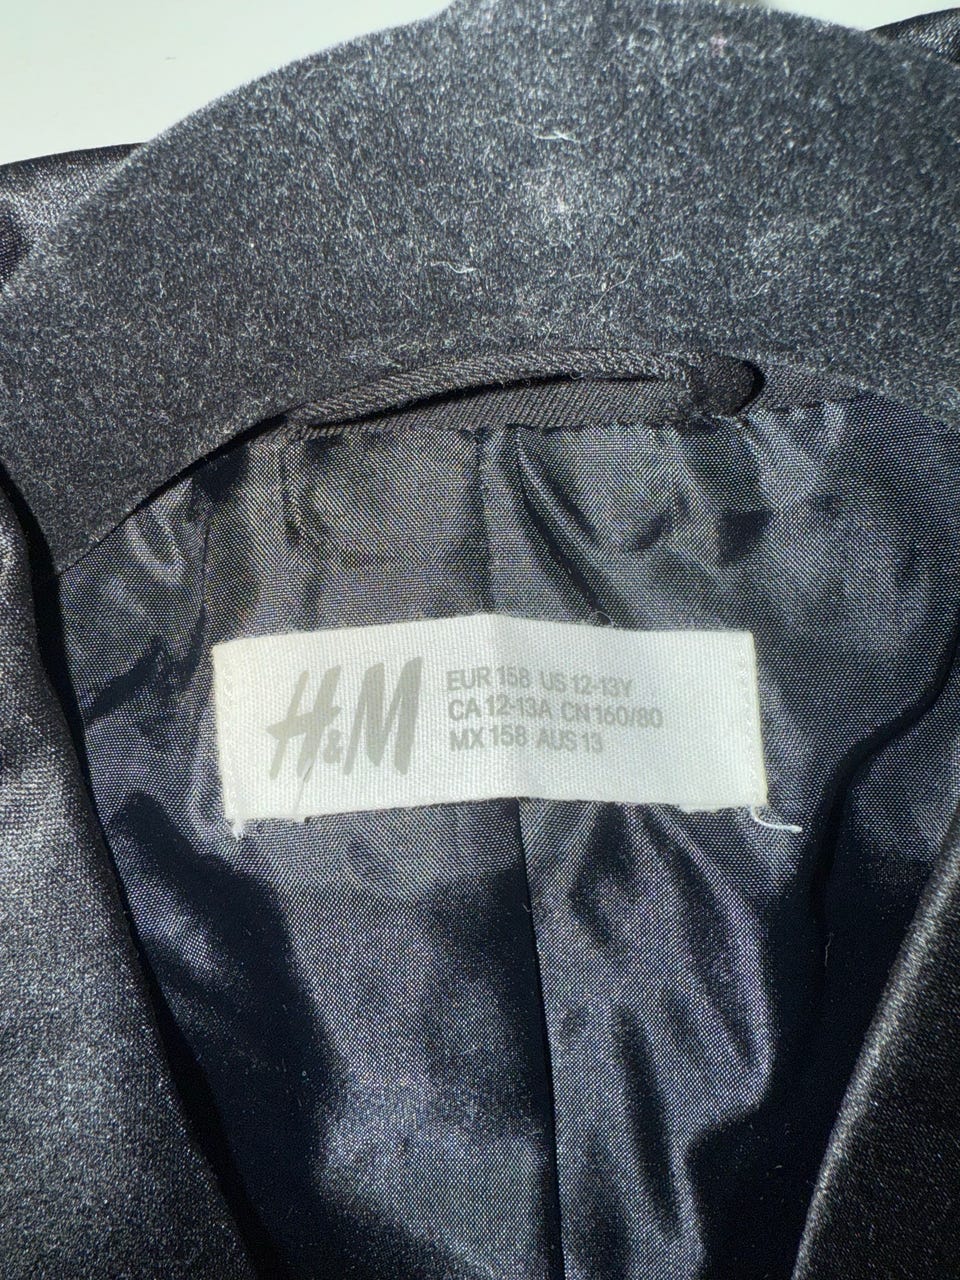 H&M
EUR 158 US 12-13Y
CA 12-13A CN 160/80
MX 158 AUS 13